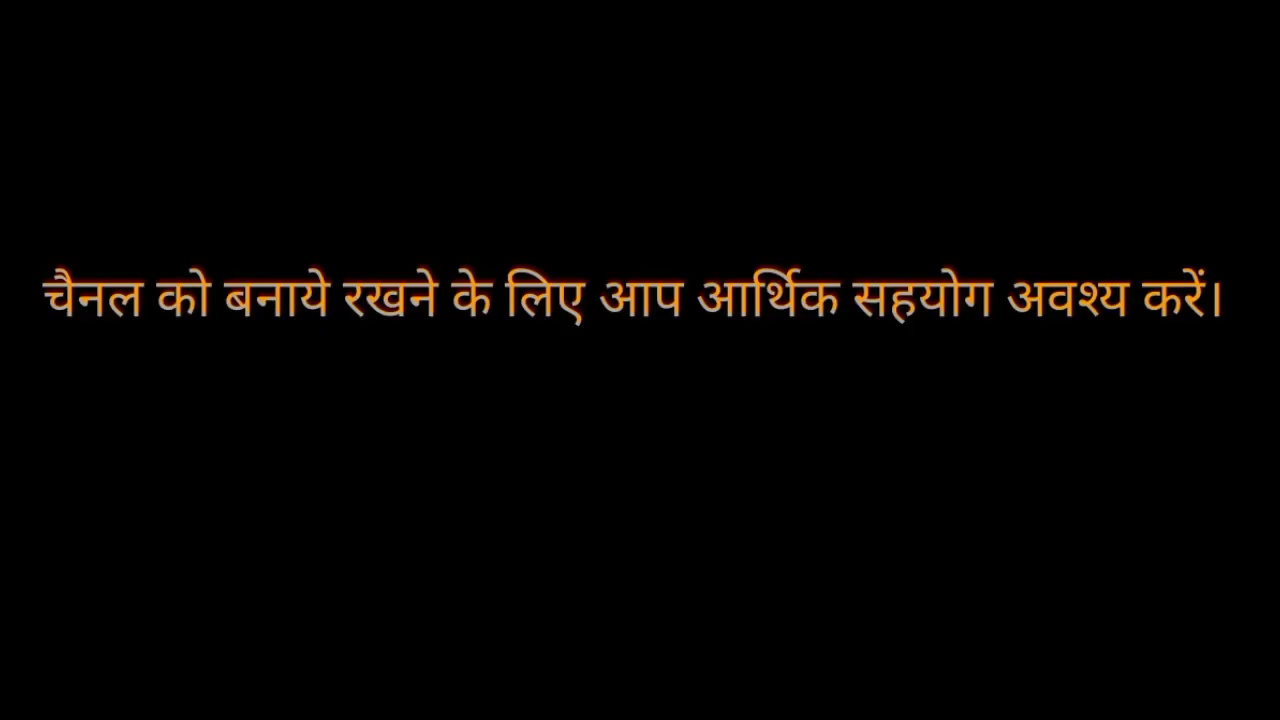 चैनल को बनाये रखने के लिए आप आर्थिक सहयोग अवश्य करें।